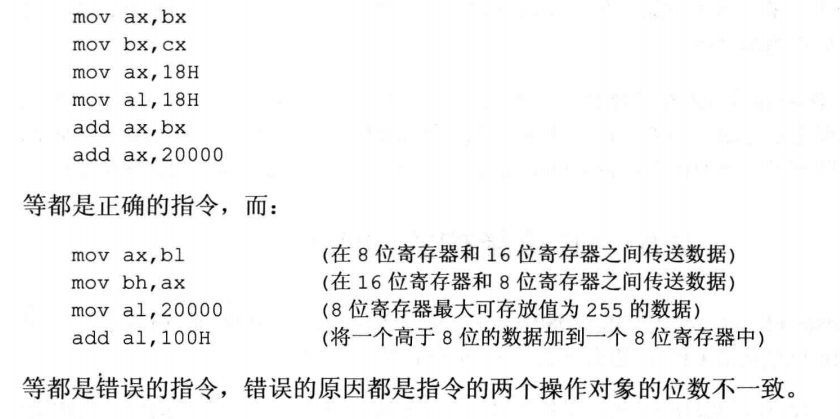 mov ax,bx
mov bx,cx
mov ax,18H
mov al,18H
add ax,bx
add ax,20000
等都是正确的指令，而：
mov ax,bl (在 8 位寄存器和 16 位寄存器之间传送数据)
mov bh,ax (在 16 位寄存器和 8 位寄存器之间传送数据)
mov al,20000 (8 位寄存器最大可存放值为 255 的数据)
add al,100H (将一个高于 8 位的数据加到一个 8 位寄存器中)
等都是错误的指令，错误的原因都是指令的两个操作对象的位数不一致。